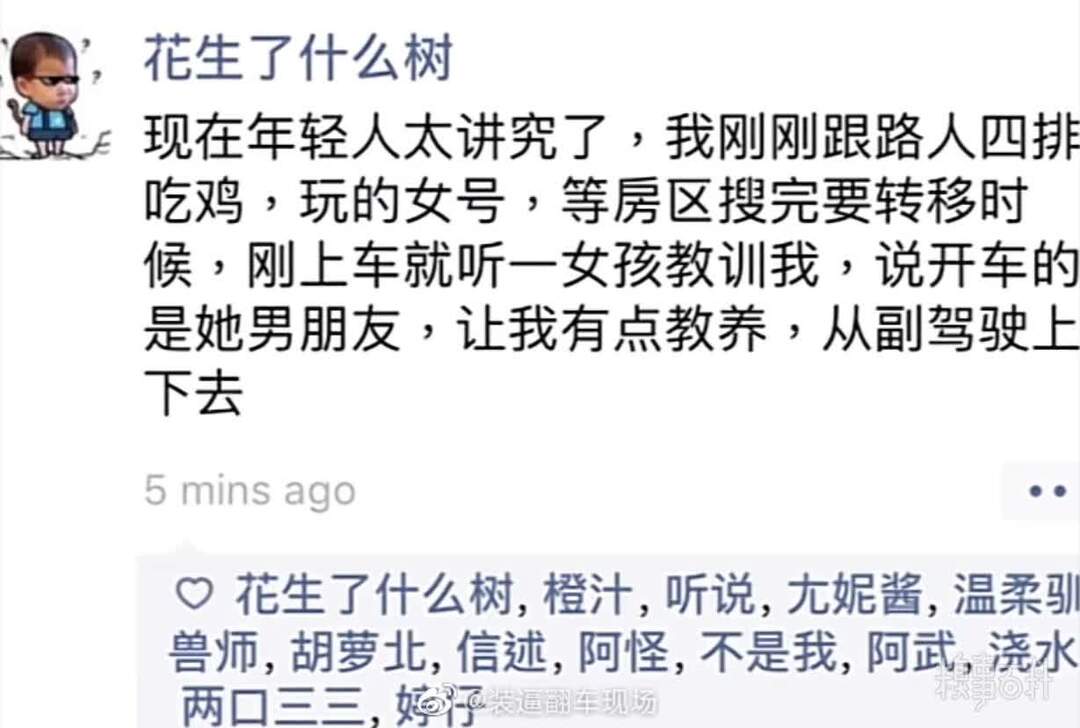 花生了什么树
现在年轻人太讲究了，我刚刚跟路人四排
吃鸡，玩的女号，等房区搜完要转移时
候，刚上车就听一女孩教训我，说开车的
是她男朋友，让我有点教养，从副驾驶上
下去
5 mins ago
花生了什么树, 橙汁, 听说, 尤妮酱, 温柔驯
兽师, 胡萝北, 信述, 阿怪, 不是我, 阿武, 浇水
两口三三, 婷仔
@装逼翻车现场